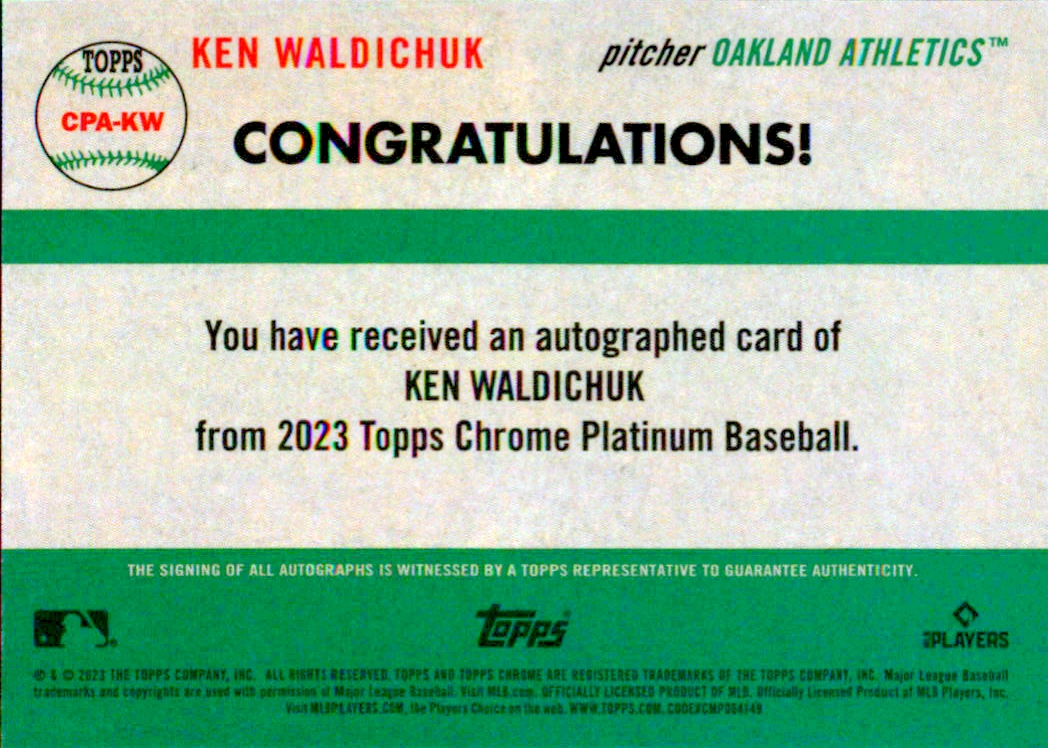 TOPPS
CPA-KW
KEN WALDICHUK
pitcher OAKLAND ATHLETICS™
CONGRATULATIONS!
You have received an autographed card of
KEN WALDICHUK
from 2023 Topps Chrome Platinum Baseball.
THE SIGNING OF ALL AUTOGRAPHS IS WITNESSED BY A TOPPS REPRESENTATIVE TO GUARANTEE AUTHENTICITY.
Topps®
PLAYERS
© & © 2023 THE TOPPS COMPANY, INC. ALL RIGHTS RESERVED. TOPPS AND TOPPS CHROME ARE REGISTERED TRADEMARKS OF THE TOPPS COMPANY, INC. Major League Baseball
trademarks and copyrights are used with permission of Major League Baseball. Visit MLB.com. OFFICIALLY LICENSED PRODUCT OF MLB. Officially Licensed Product of MLB Players, Inc.
Visit MLBPLAYERS.COM, the Players Choice on the web. WWW.TOPPS.COM.